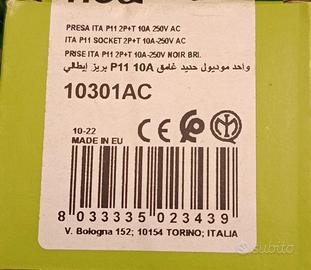 PRESA ITA P11 2P+T 10A 250V AC
ITA P11 SOCKET 2P+T 10A-250V AC
PRISE ITA P11 2P+T 10A-250V NOIR BRI.
واحد موديول حديد غامق P11 10A بريز إيطالي
10301AC
10-22
MADE IN EU
CE
8 033335 023439
V. Bologna 152; 10154 TORINO; ITALIA
subito